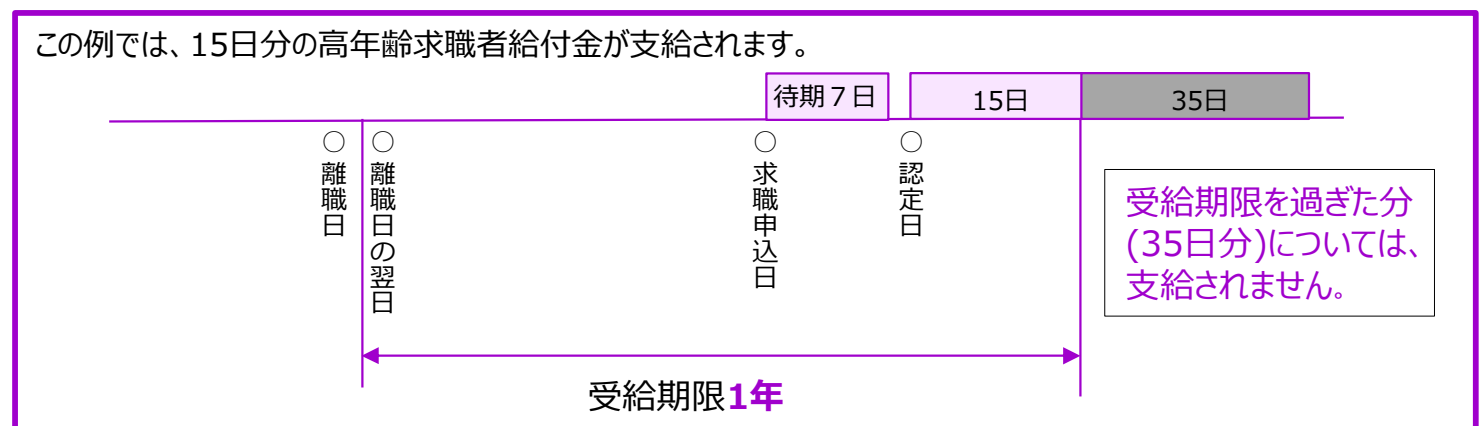 この例では、15日分の高年齢求職者給付金が支給されます。
待期７日
15日
35日
○離職日
○離職日の翌日
○求職申込日
○認定日
受給期限を過ぎた分
(35日分)については、
支給されません。
受給期限1年